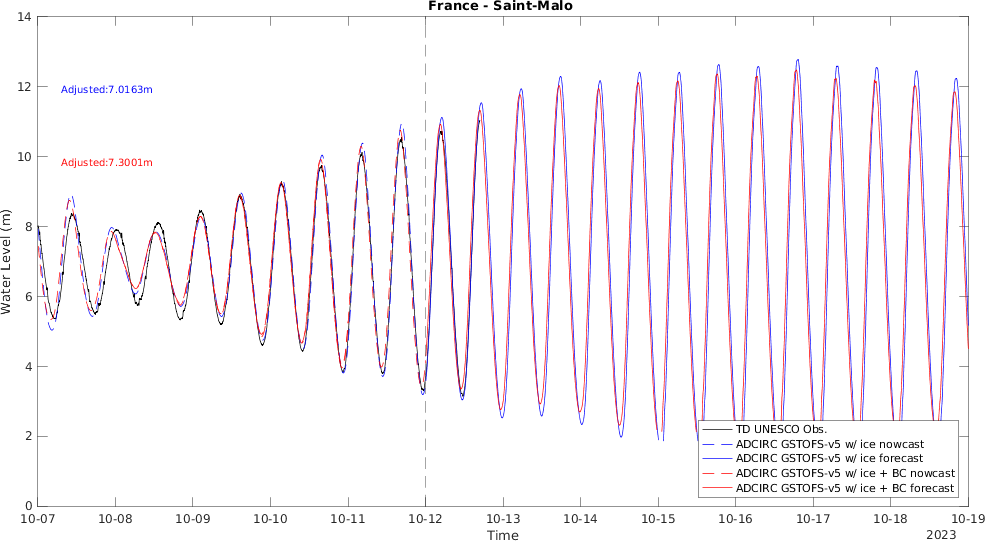 France - Saint-Malo
14
12
10
8
6
4
2
0
Water Level (m)
Adjusted:7.0163m
Adjusted:7.3001m
TD UNESCO Obs.
ADCIRC GSTOFS-v5 w/ ice nowcast
ADCIRC GSTOFS-v5 w/ ice forecast
ADCIRC GSTOFS-v5 w/ ice + BC nowcast
ADCIRC GSTOFS-v5 w/ ice + BC forecast
10-07 10-08 10-09 10-10 10-11 10-12 10-13 10-14 10-15 10-16 10-17 10-18 10-19
Time
2023